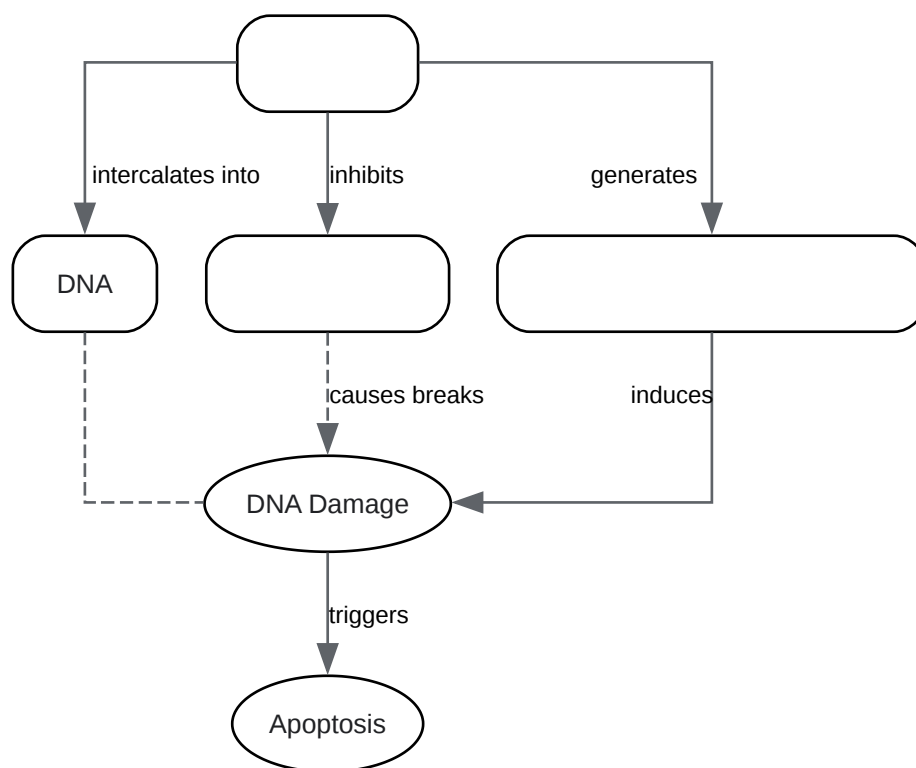 intercalates into
inhibits
generates
DNA
causes breaks
induces
DNA Damage
triggers
Apoptosis